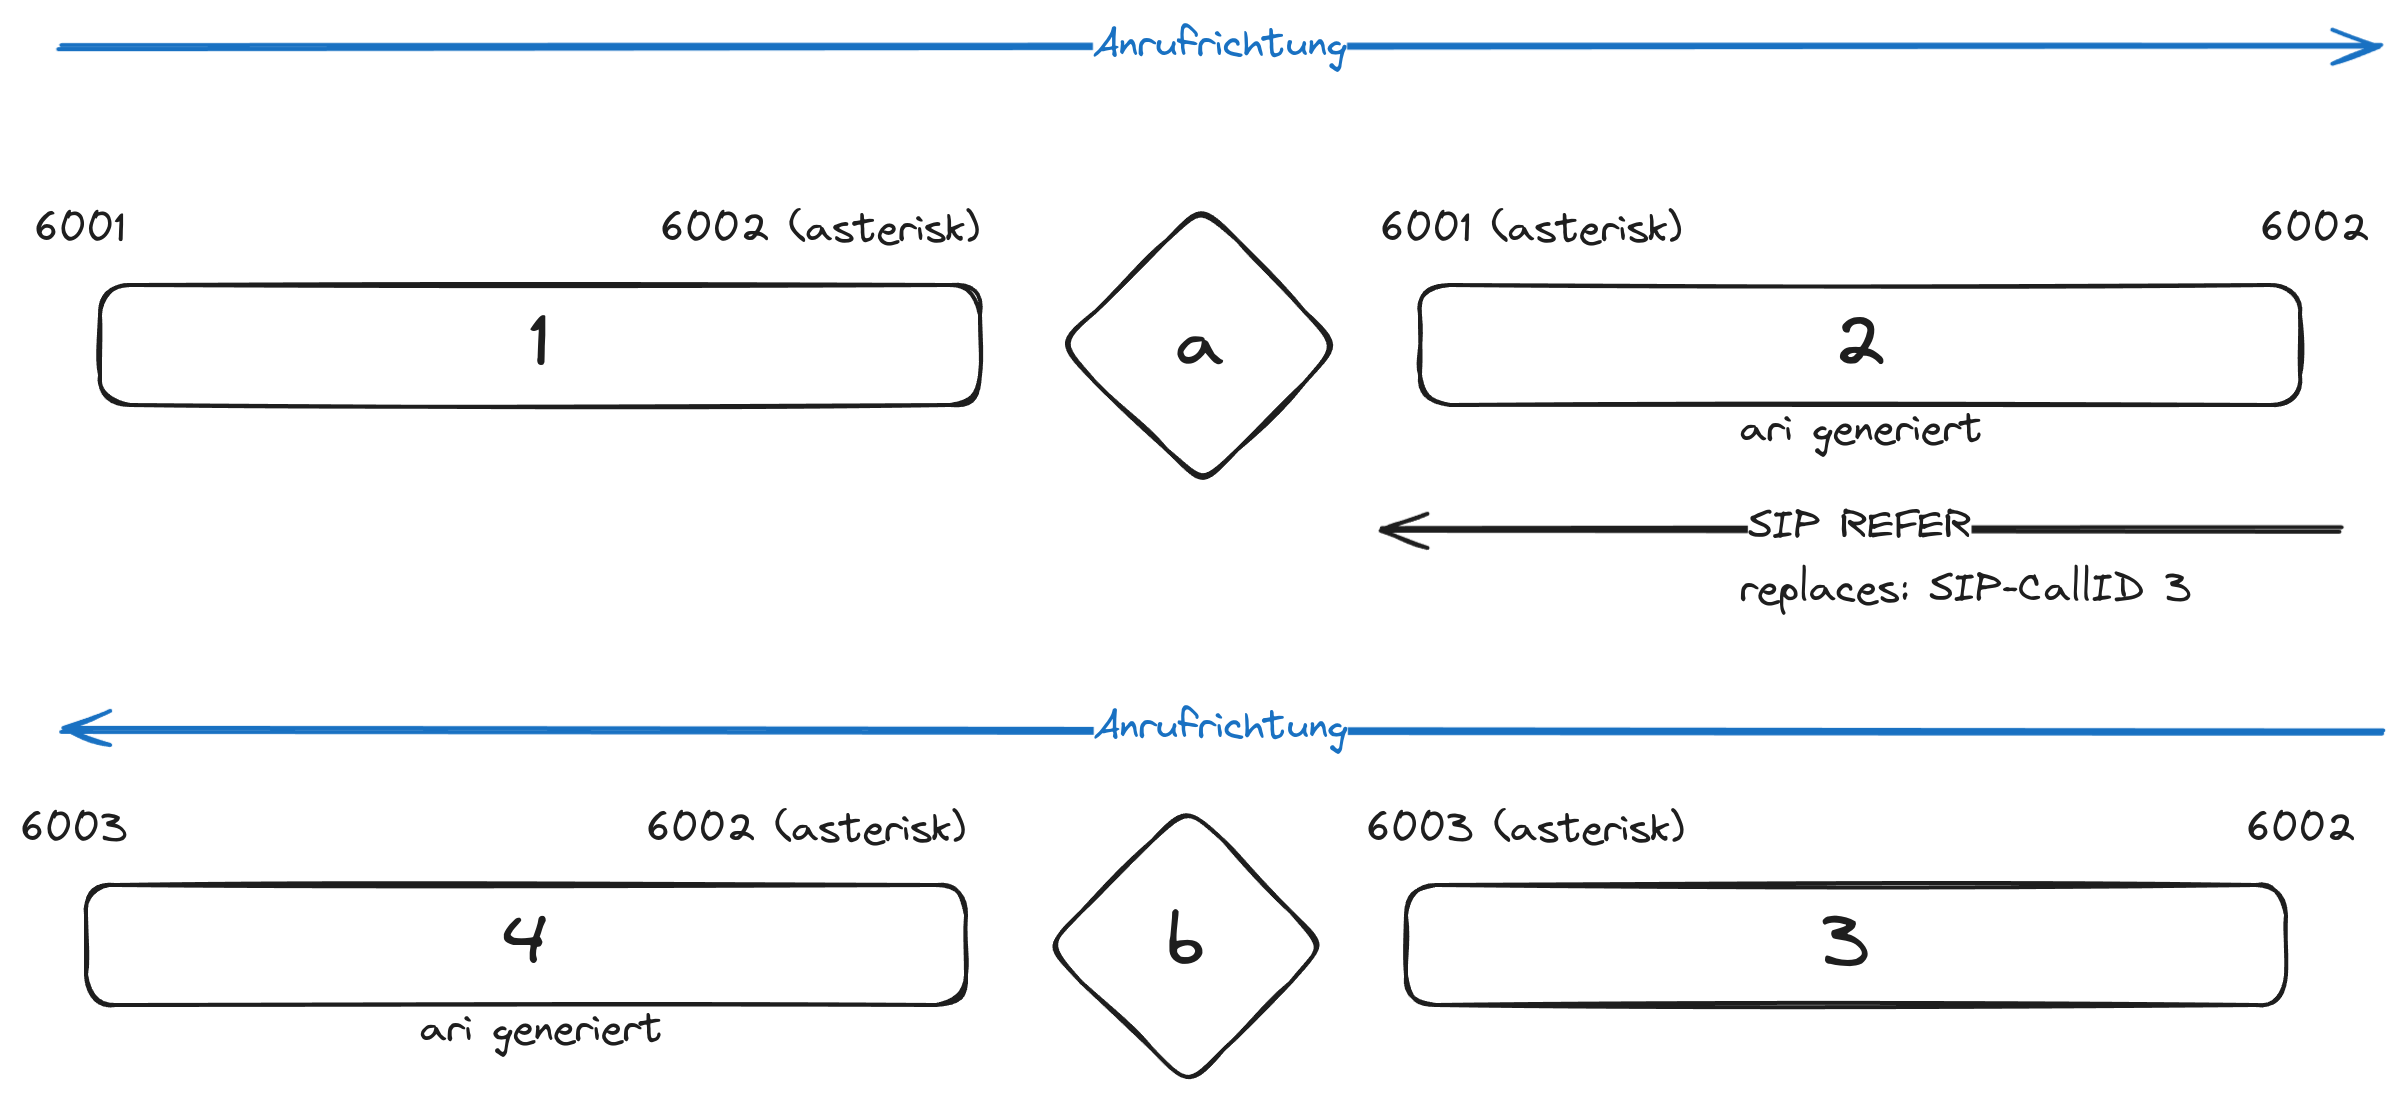 Anrufrichtung
6001
6002 (asterisk)
6001 (asterisk)
6002
1
a
2
ari generiert
SIP REFER
replaces: SIP-CallID 3
Anrufrichtung
6003
6002 (asterisk)
6003 (asterisk)
6002
4
b
3
ari generiert